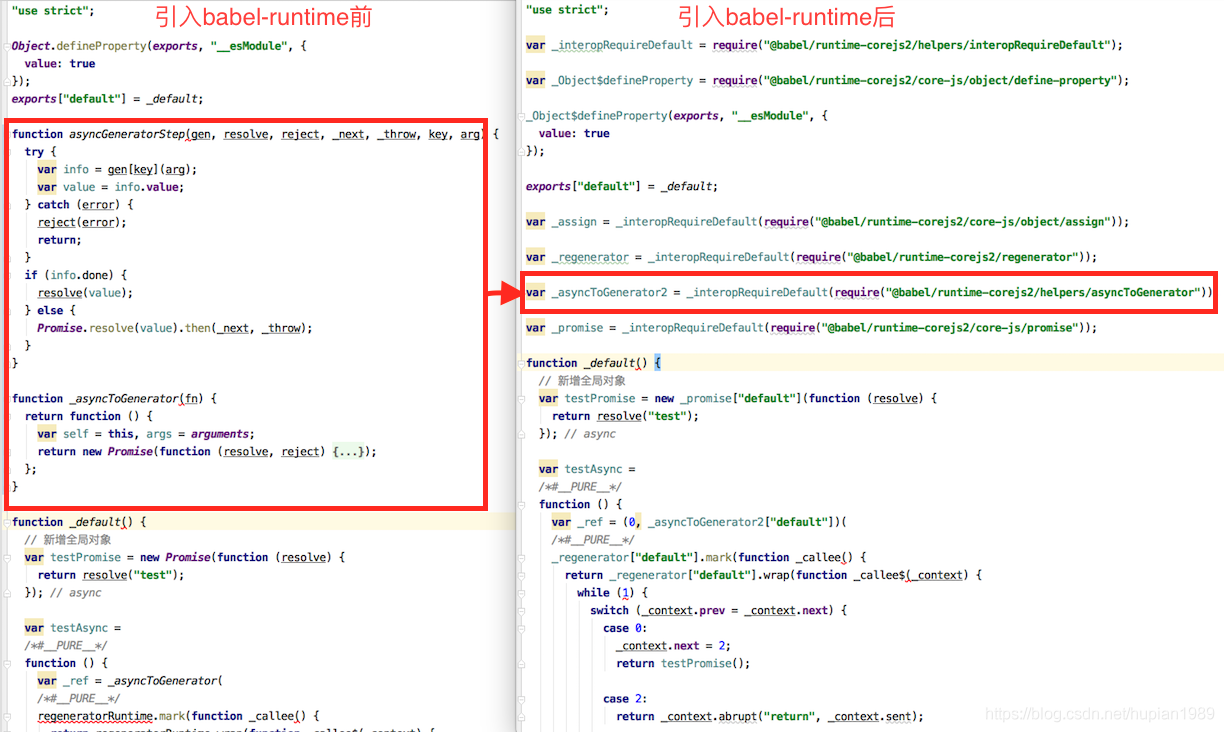 引入babel-runtime前
"use strict";
Object.defineProperty(exports, "__esModule", {
value: true
});
exports["default"] = _default;
function asyncGeneratorStep(gen, resolve, reject, _next, _throw, key, arg) {
try {
var info = gen[key](arg);
var value = info.value;
} catch (error) {
reject(error);
return;
}
if (info.done) {
resolve(value);
} else {
Promise.resolve(value).then(_next, _throw);
}
}
function _asyncToGenerator(fn) {
return function () {
var self = this, args = arguments;
return new Promise(function (resolve, reject) {...});
};
}
function _default() {
// 新增全局对象
var testPromise = new Promise(function (resolve) {
return resolve("test");
}); // async
var testAsync =
/*#__PURE__*/
function () {
var _ref = _asyncToGenerator(
/*#__PURE__*/
regeneratorRuntime.mark(function _callee() {
return regeneratorRuntime.wrap(function _callee$(_context) {
引入babel-runtime后
"use strict";
var _interopRequireDefault = require("@babel/runtime-corejs2/helpers/interopRequireDefault");
var _Object$defineProperty = require("@babel/runtime-corejs2/core-js/object/define-property");
_Object$defineProperty(exports, "__esModule", {
value: true
});
exports["default"] = _default;
var _assign = _interopRequireDefault(require("@babel/runtime-corejs2/core-js/object/assign"));
var _regenerator = _interopRequireDefault(require("@babel/runtime-corejs2/regenerator"));
var _asyncToGenerator2 = _interopRequireDefault(require("@babel/runtime-corejs2/helpers/asyncToGenerator"))
var _promise = _interopRequireDefault(require("@babel/runtime-corejs2/core-js/promise"));
function _default() {
// 新增全局对象
var testPromise = new _promise["default"](function (resolve) {
return resolve("test");
}); // async
var testAsync =
/*#__PURE__*/
function () {
var _ref = (0, _asyncToGenerator2["default"])(
/*#__PURE__*/
_regenerator["default"].mark(function _callee() {
return _regenerator["default"].wrap(function _callee$(_context) {
while (1) {
switch (_context.prev = _context.next) {
case 0:
_context.next = 2;
return testPromise();
case 2:
return _context.abrupt("return", _context.sent);
https://blog.csdn.net/hupian1989